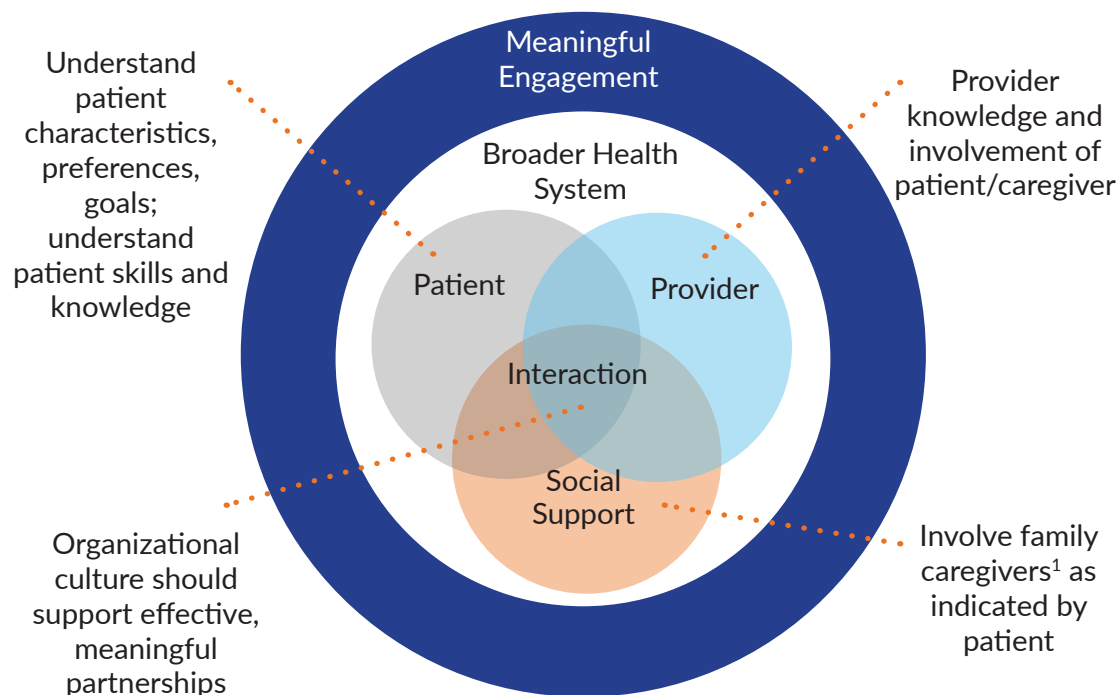 Meaningful
Engagement
Understand
patient
characteristics,
preferences,
goals;
understand
patient skills and
knowledge
Provider
knowledge and
involvement of
patient/caregiver
Broader Health
System
Patient
Provider
Interaction
Social
Support
Organizational
culture should
support effective,
meaningful
partnerships
Involve family
caregivers¹ as
indicated by
patient